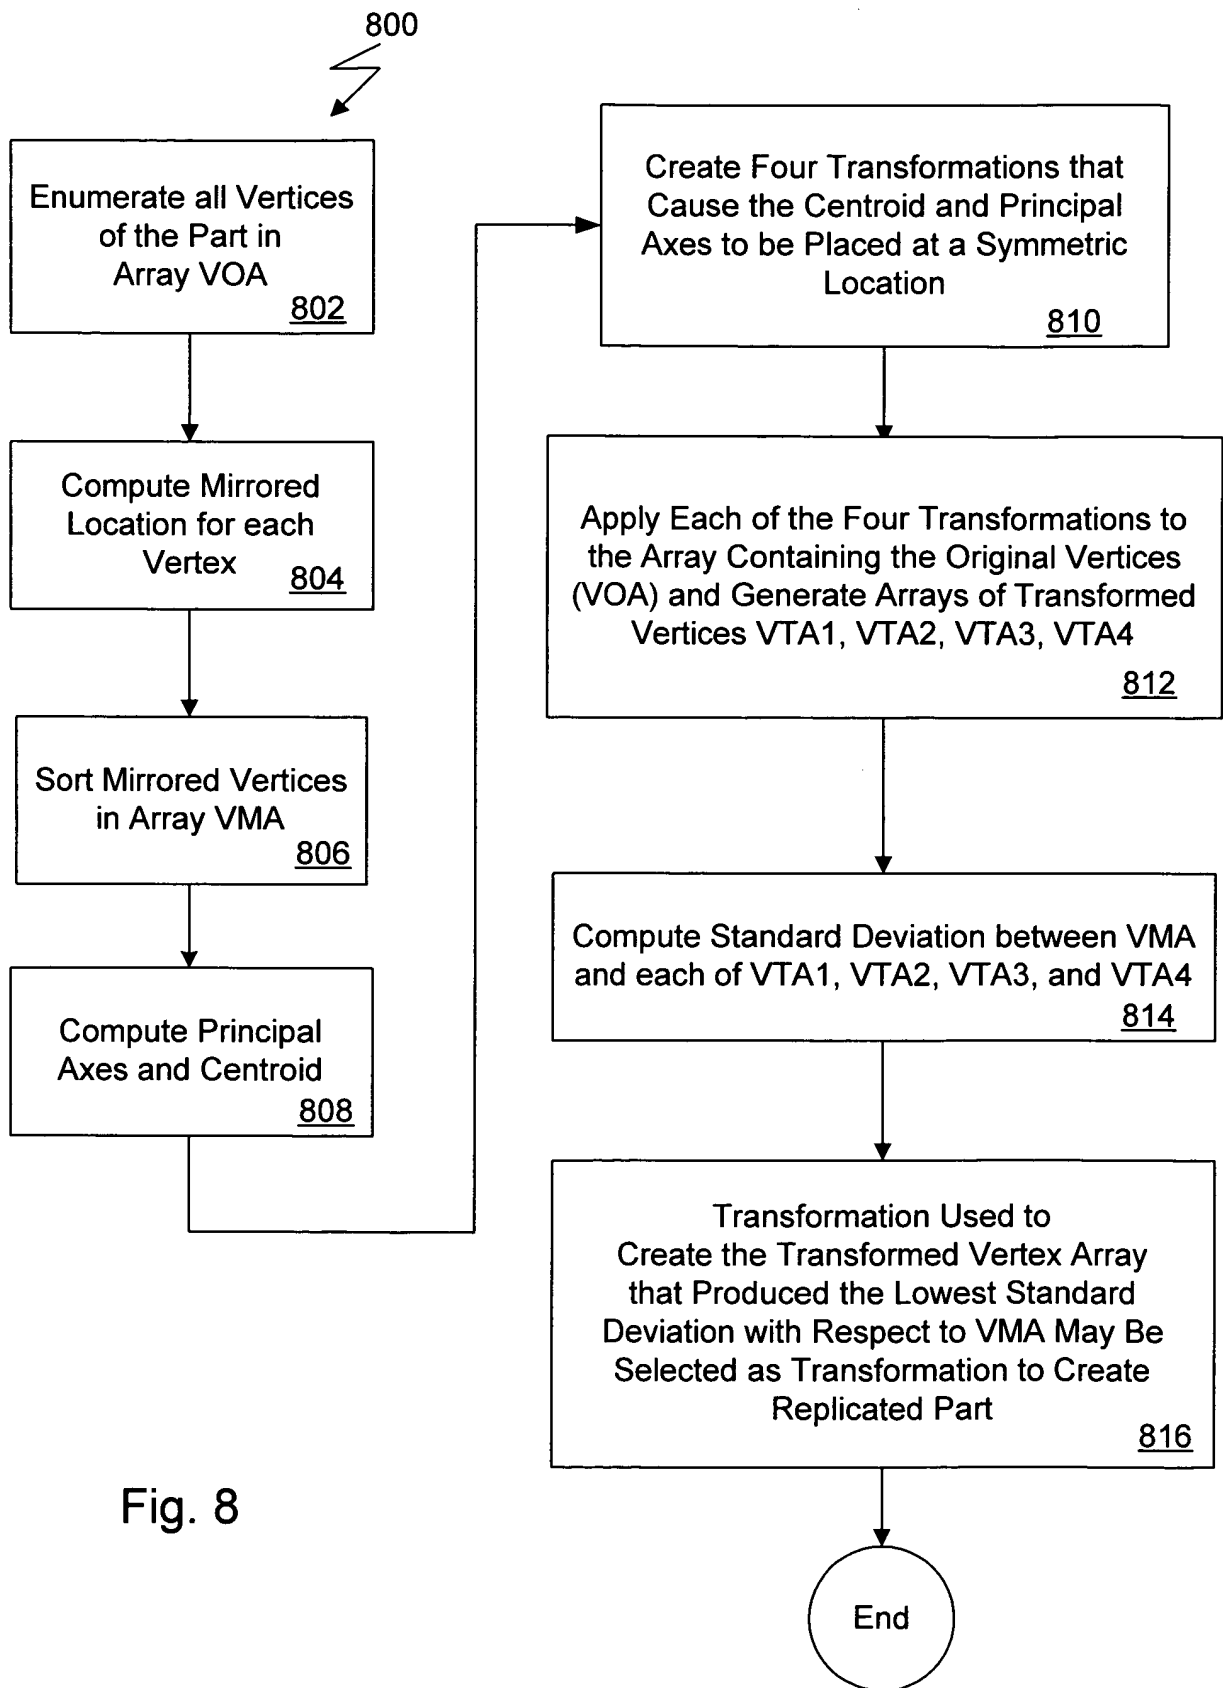 800
Enumerate all Vertices
of the Part in
Array VOA
802
Compute Mirrored
Location for each
Vertex
804
Sort Mirrored Vertices
in Array VMA
806
Compute Principal
Axes and Centroid
808
Create Four Transformations that
Cause the Centroid and Principal
Axes to be Placed at a Symmetric
Location
810
Apply Each of the Four Transformations to
the Array Containing the Original Vertices
(VOA) and Generate Arrays of Transformed
Vertices VTA1, VTA2, VTA3, VTA4
812
Compute Standard Deviation between VMA
and each of VTA1, VTA2, VTA3, and VTA4
814
Transformation Used to
Create the Transformed Vertex Array
that Produced the Lowest Standard
Deviation with Respect to VMA May Be
Selected as Transformation to Create
Replicated Part
816
End
Fig. 8